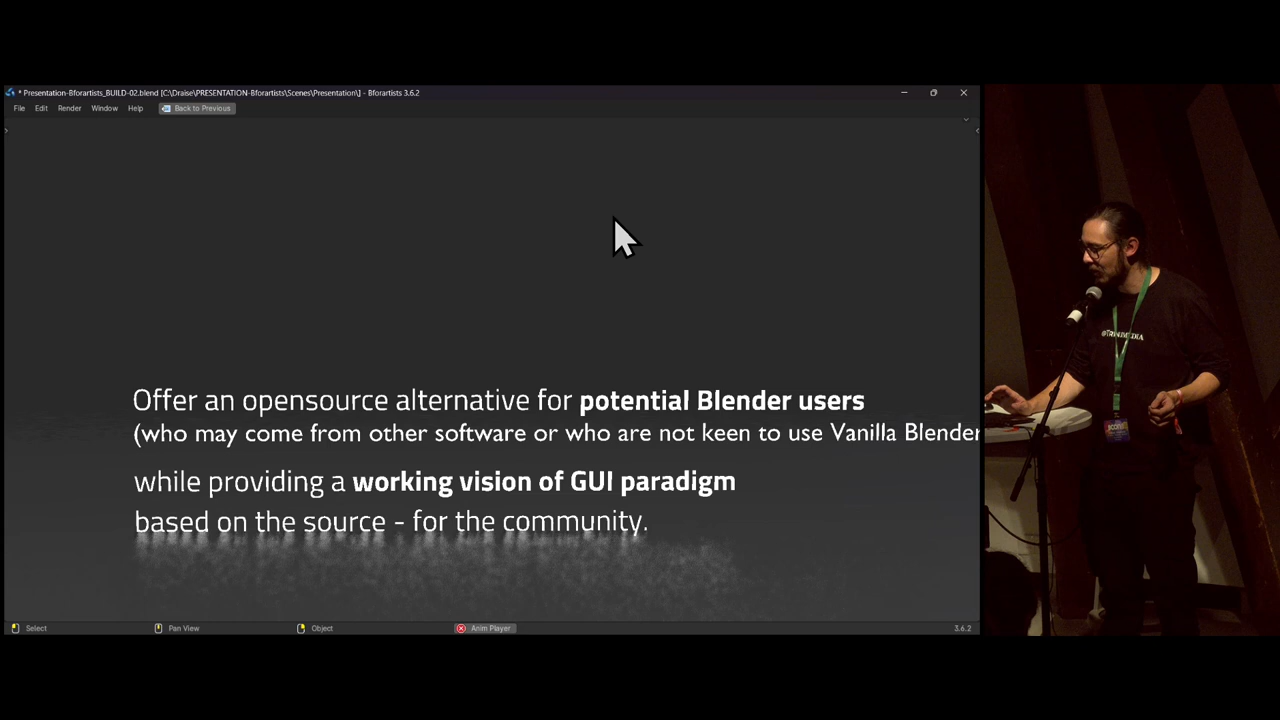 * Presentation-Bforartists_BUILD-02.blend [C:\Draise\PRESENTATION-Bforartists\Scenes\Presentation\] - Bforartists 3.6.2
File Edit Render Window Help Back to Previous
Offer an opensource alternative for potential Blender users
(who may come from other software or who are not keen to use Vanilla Blender
while providing a working vision of GUI paradigm
based on the source - for the community.
Select Pan View Object Anim Player 3.6.2